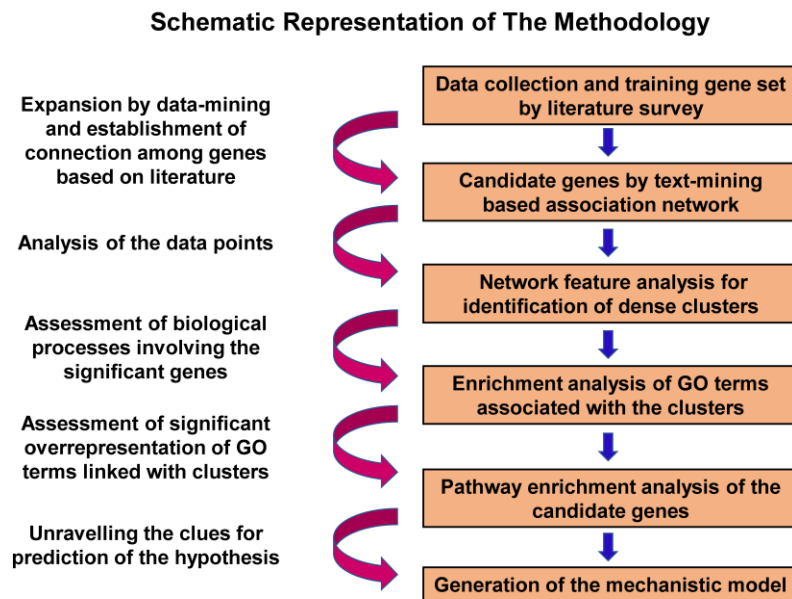 Schematic Representation of The Methodology
Expansion by data-mining
and establishment of
connection among genes
based on literature
Analysis of the data points
Assessment of biological
processes involving the
significant genes
Assessment of significant
overrepresentation of GO
terms linked with clusters
Unravelling the clues for
prediction of the hypothesis
Data collection and training gene set
by literature survey
Candidate genes by text-mining
based association network
Network feature analysis for
identification of dense clusters
Enrichment analysis of GO terms
associated with the clusters
Pathway enrichment analysis of the
candidate genes
Generation of the mechanistic model